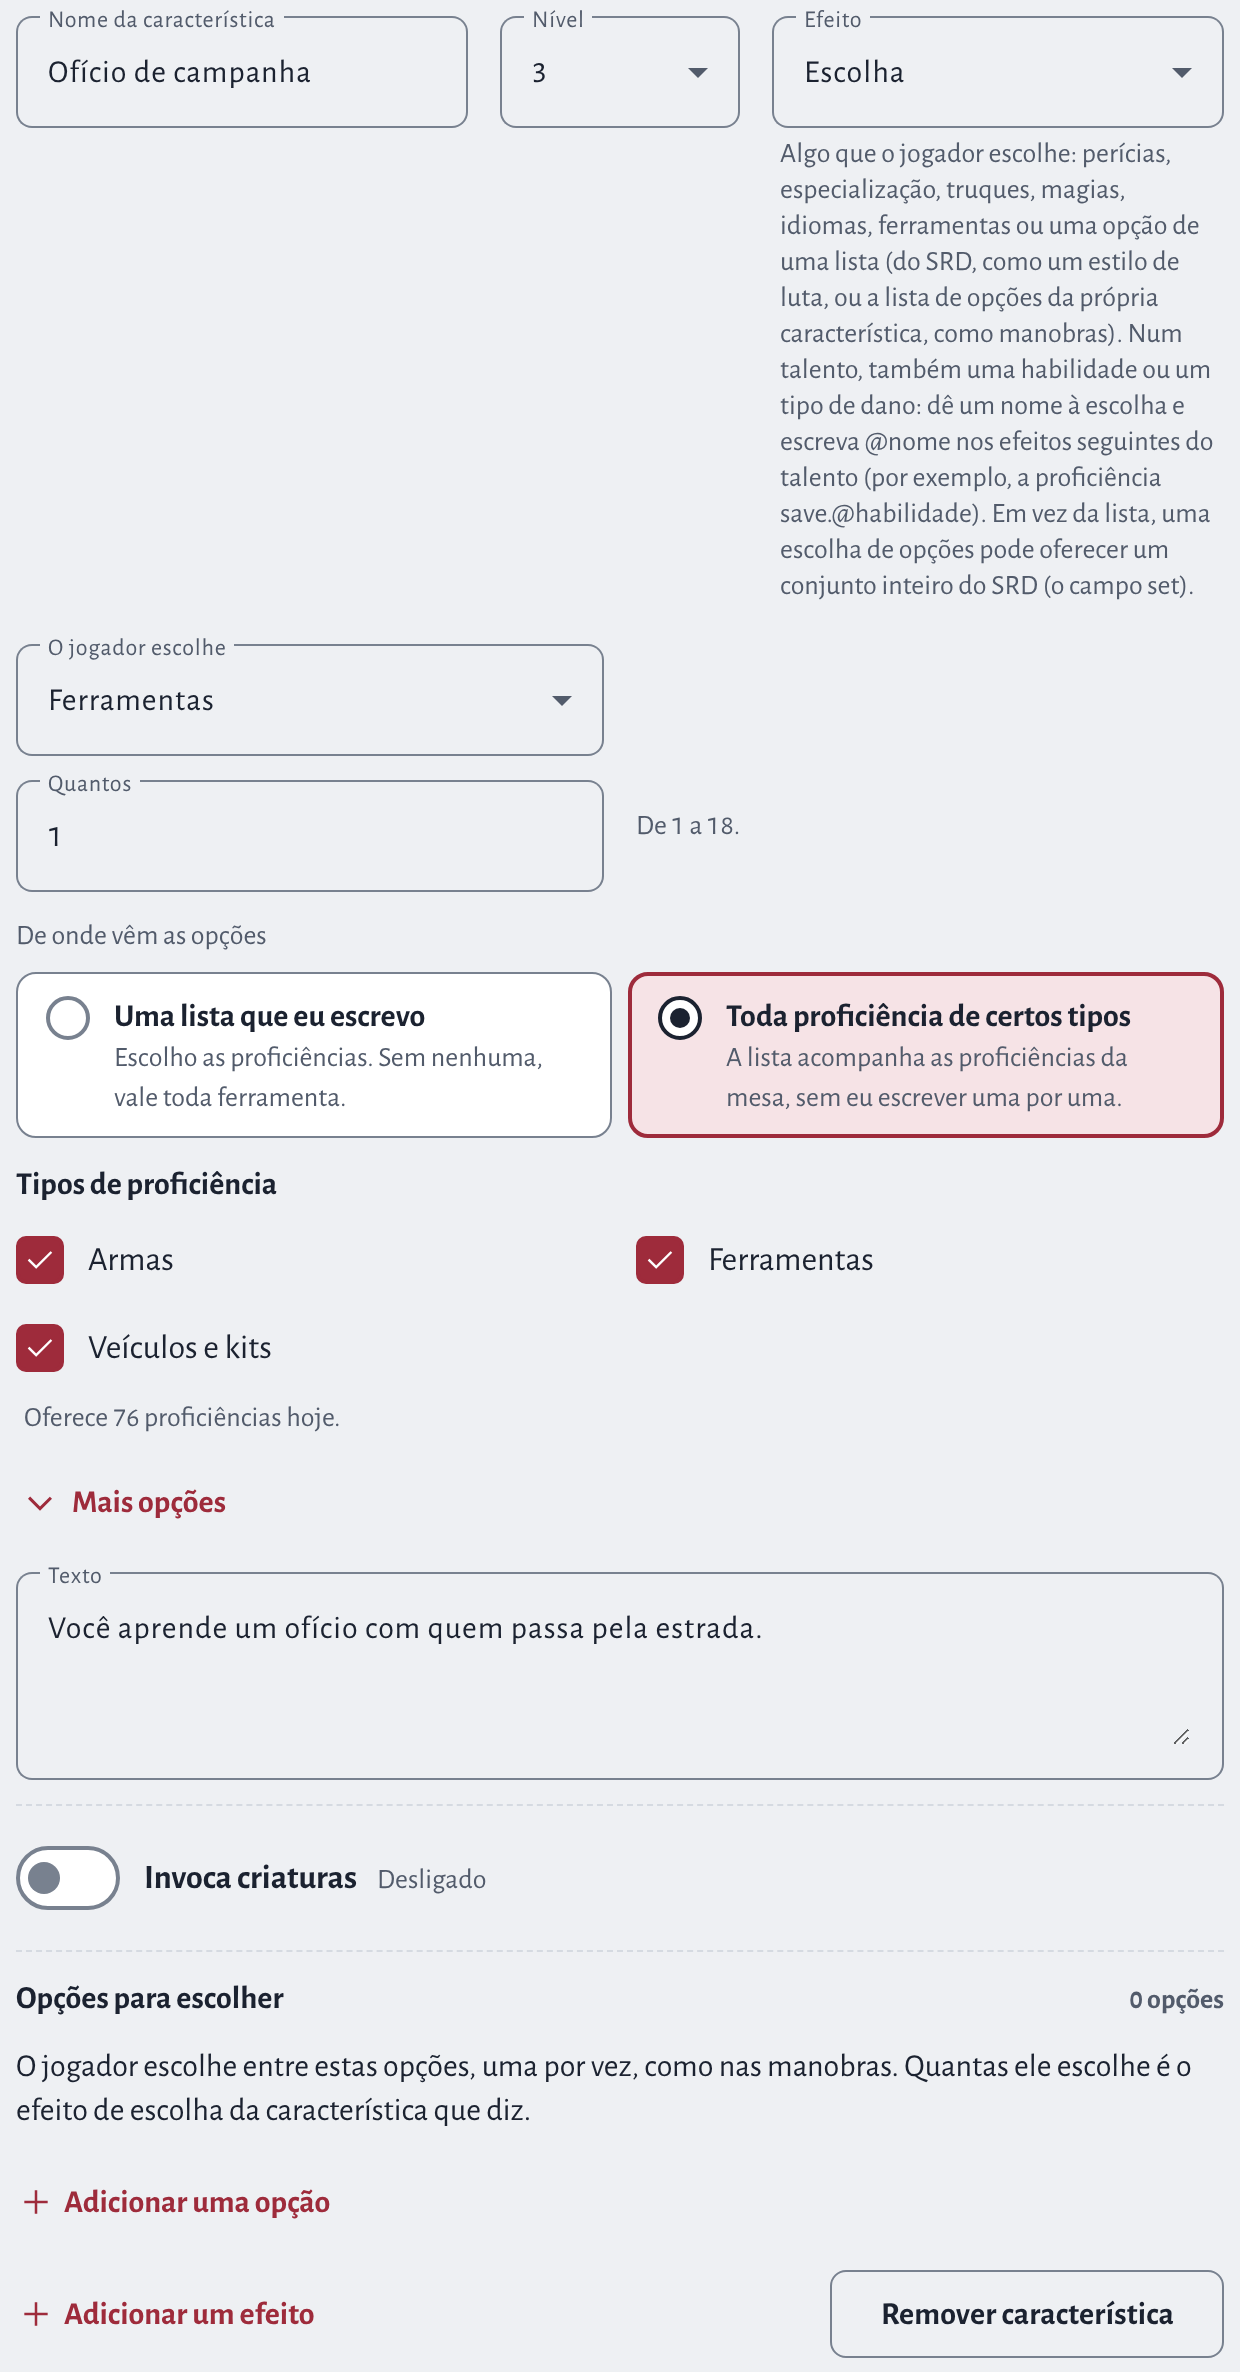 Nome da característica
Ofício de campanha
Nível
3
Efeito
Escolha
Algo que o jogador escolhe: perícias,
especialização, truques, magias,
idiomas, ferramentas ou uma opção de
uma lista (do SRD, como um estilo de
luta, ou a lista de opções da própria
característica, como manobras). Num
talento, também uma habilidade ou um
tipo de dano: dê um nome à escolha e
escreva @nome nos efeitos seguintes do
talento (por exemplo, a proficiência
save.@habilidade). Em vez da lista, uma
escolha de opções pode oferecer um
conjunto inteiro do SRD (o campo set).
O jogador escolhe
Ferramentas
Quantos
1
De 1 a 18.
De onde vêm as opções
Uma lista que eu escrevo
Escolho as proficiências. Sem nenhuma,
vale toda ferramenta.
Toda proficiência de certos tipos
A lista acompanha as proficiências da
mesa, sem eu escrever uma por uma.
Tipos de proficiência
Armas
Ferramentas
Veículos e kits
Oferece 76 proficiências hoje.
Mais opções
Texto
Você aprende um ofício com quem passa pela estrada.
Invoca criaturas Desligado
Opções para escolher
0 opções
O jogador escolhe entre estas opções, uma por vez, como nas manobras. Quantas ele escolhe é o
efeito de escolha da característica que diz.
Adicionar uma opção
Adicionar um efeito
Remover característica